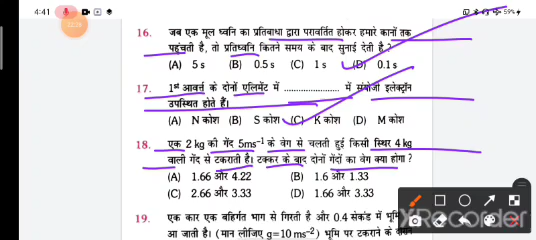 4:41
59%
16. जब एक मूल ध्वनि का प्रतिबाधा द्वारा परावर्तित होकर हमारे कानों तक
पहुंचती है, तो प्रतिध्वनि कितने समय के बाद सुनाई देती है?
(A) 5 s (B) 0.5 s (C) 1 s (D) 0.1 s
17. 1st आवर्त्त के दोनों एलिमेंट में ..................... में संयोजी इलेक्ट्रॉन
उपस्थित होते हैं।
(A) N कोश (B) S कोश (C) K कोश (D) M कोश
18. एक 2 kg की गेंद 5ms⁻¹ के वेग से चलती हुई किसी स्थिर 4 kg
वाली गेंद से टकराती है। टक्कर के बाद दोनों गेंदों का वेग क्या होगा ?
(A) 1.66 और 4.22 (B) 1.6 और 1.33
(C) 2.66 और 3.33 (D) 1.66 और 3.33
19. एक कार एक बहिर्गत भाग से गिरती है और 0.4 सेकंड में भूमि
आ जाती है। (मान लीजिए g=10 ms⁻²) भूमि पर टकराने के